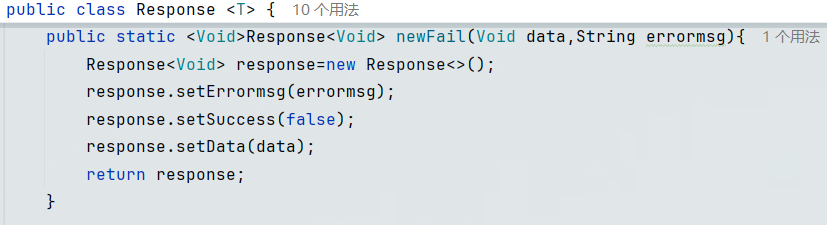 public class Response <T> {   10 个用法
    public static <Void>Response<Void> newFail(Void data,String errormsg){   1 个用法
        Response<Void> response=new Response<>();
        response.setErrormsg(errormsg);
        response.setSuccess(false);
        response.setData(data);
        return response;
    }